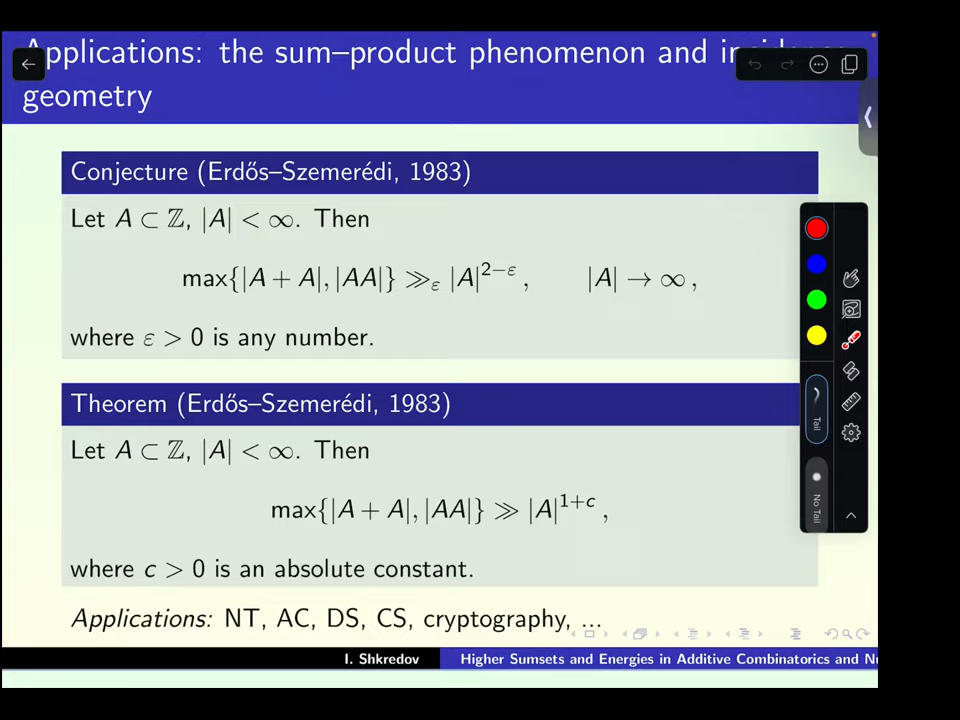 Applications: the sum–product phenomenon and incidence
geometry
Conjecture (Erdős–Szemerédi, 1983)
Let A ⊂ ℤ, |A| < ∞. Then
max{|A + A|, |AA|} ≫_ε |A|^{2−ε} , |A| → ∞ ,
where ε > 0 is any number.
Theorem (Erdős–Szemerédi, 1983)
Let A ⊂ ℤ, |A| < ∞. Then
max{|A + A|, |AA|} ≫ |A|^{1+c} ,
where c > 0 is an absolute constant.
Applications: NT, AC, DS, CS, cryptography, ...
I. Shkredov Higher Sumsets and Energies in Additive Combinatorics and Nu
Tail
No Tail